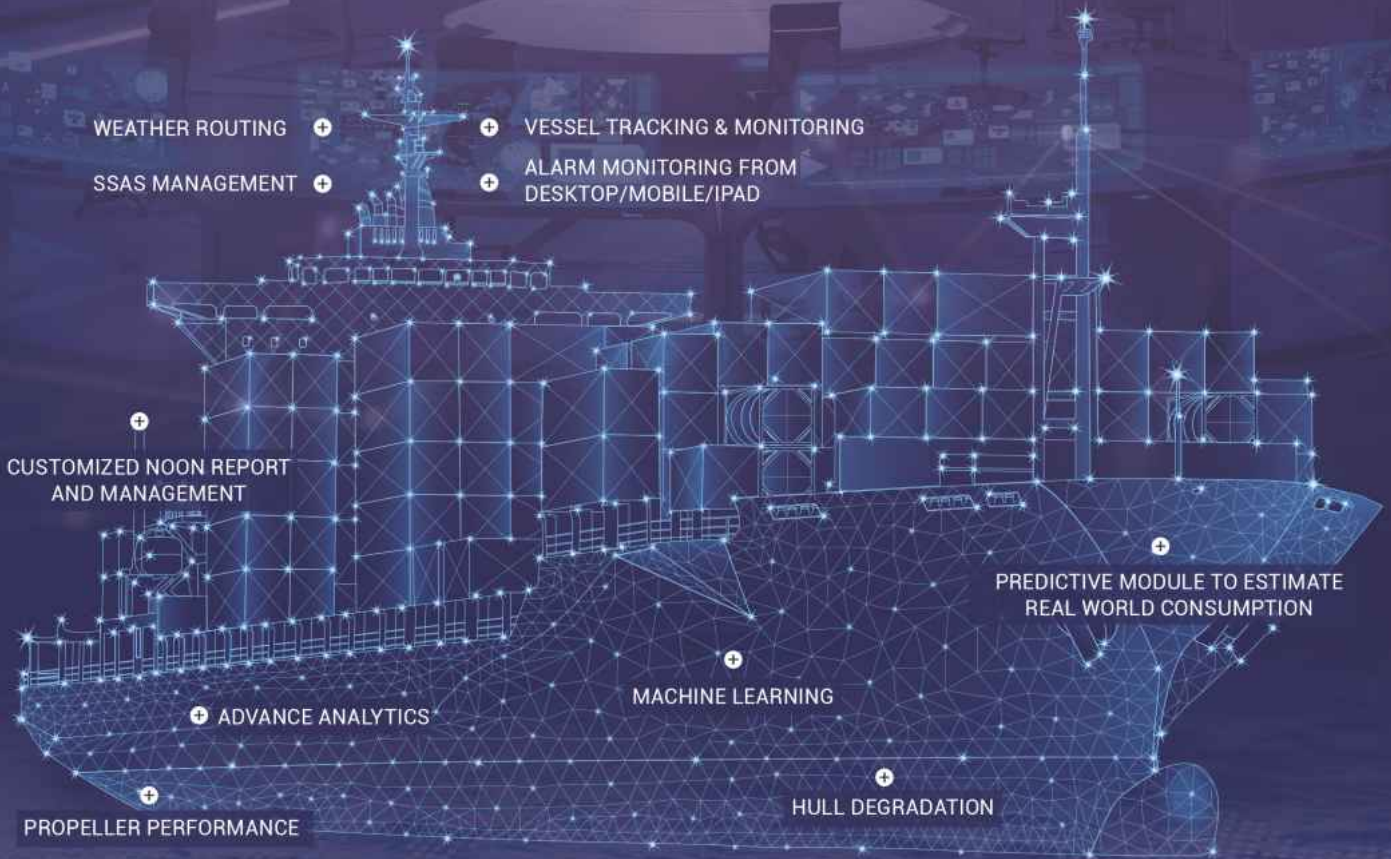 WEATHER ROUTING
VESSEL TRACKING & MONITORING
SSAS MANAGEMENT
ALARM MONITORING FROM
DESKTOP/MOBILE/IPAD
CUSTOMIZED NOON REPORT
AND MANAGEMENT
PREDICTIVE MODULE TO ESTIMATE
REAL WORLD CONSUMPTION
MACHINE LEARNING
ADVANCE ANALYTICS
HULL DEGRADATION
PROPELLER PERFORMANCE